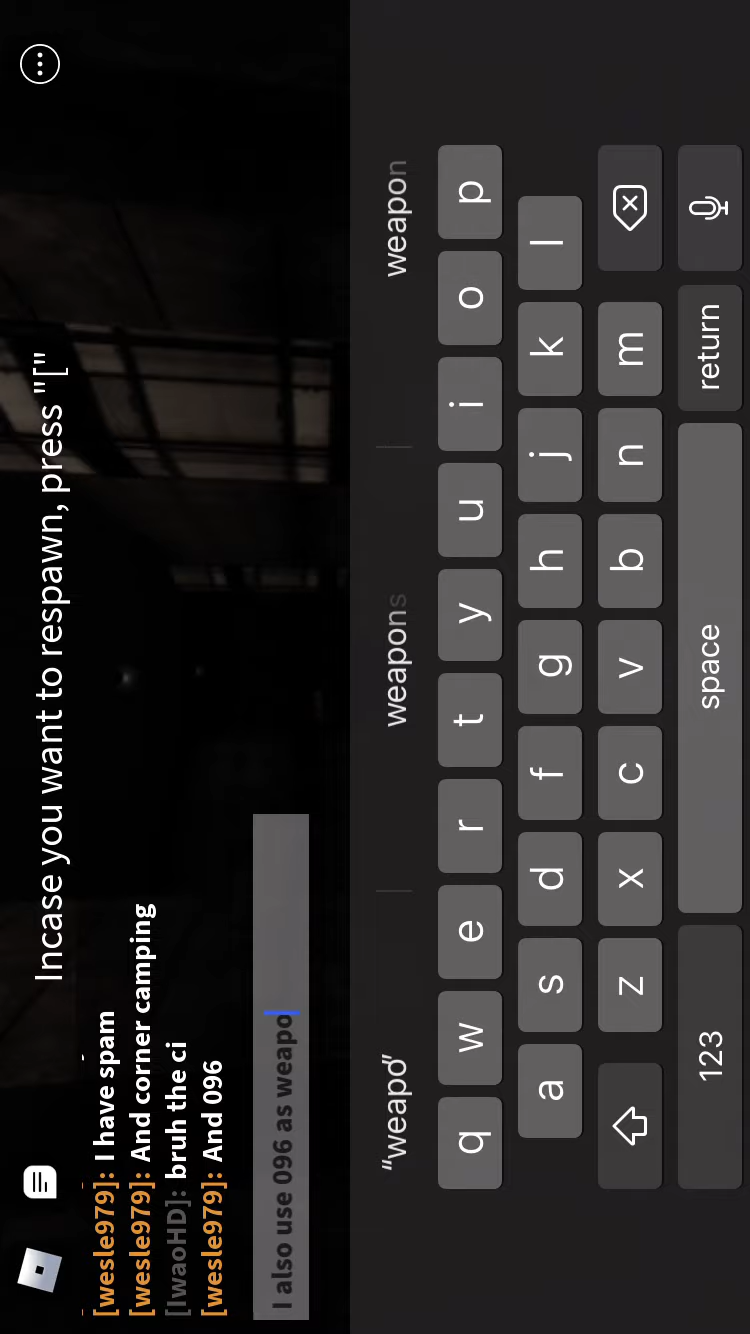 Incase you want to respawn, press "["
[wesle979]: I have spam
[wesle979]: And corner camping
[IwaoHD]: bruh the ci
[wesle979]: And 096
I also use 096 as weapo
"weapo" weapons weapon
q w e r t y u i o p
a s d f g h j k l
z x c v b n m
123 space return